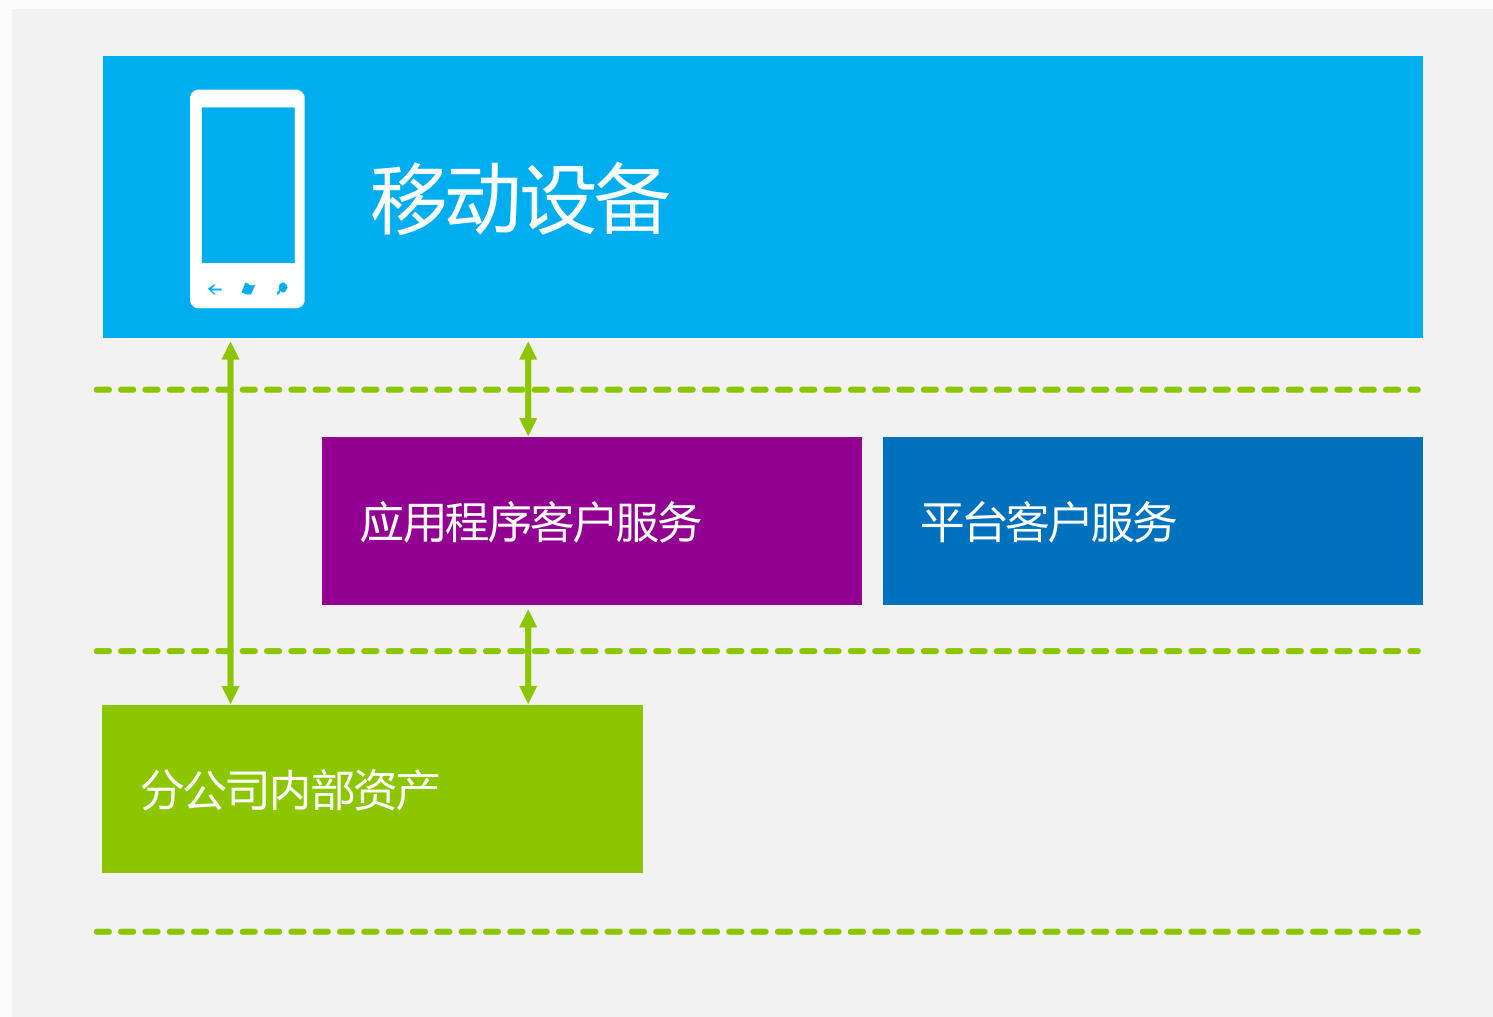 移动设备
应用程序客户服务
平台客户服务
分公司内部资产